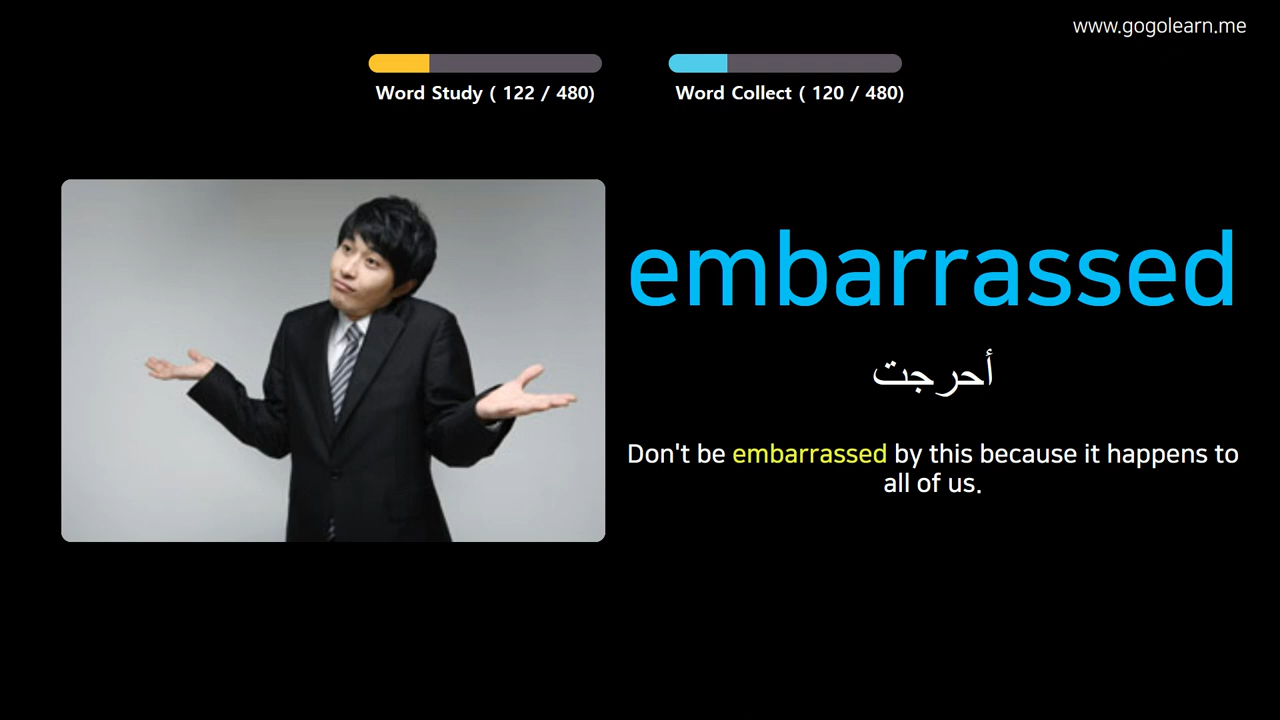 www.gogolearn.me
Word Study ( 122 / 480)
Word Collect ( 120 / 480)
embarrassed
أحرجت
Don't be embarrassed by this because it happens to
all of us.